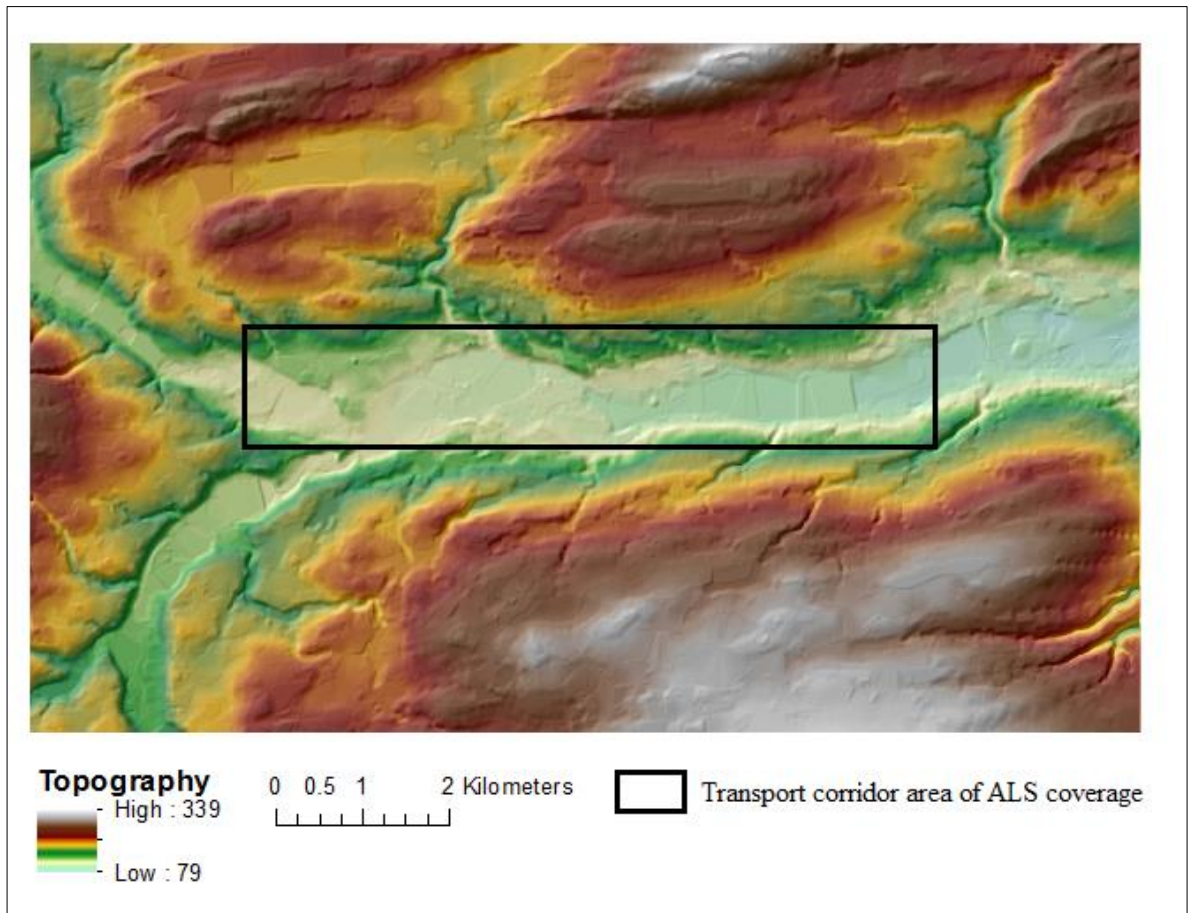 Topography
High : 339
Low : 79
0 0.5 1 2 Kilometers
Transport corridor area of ALS coverage